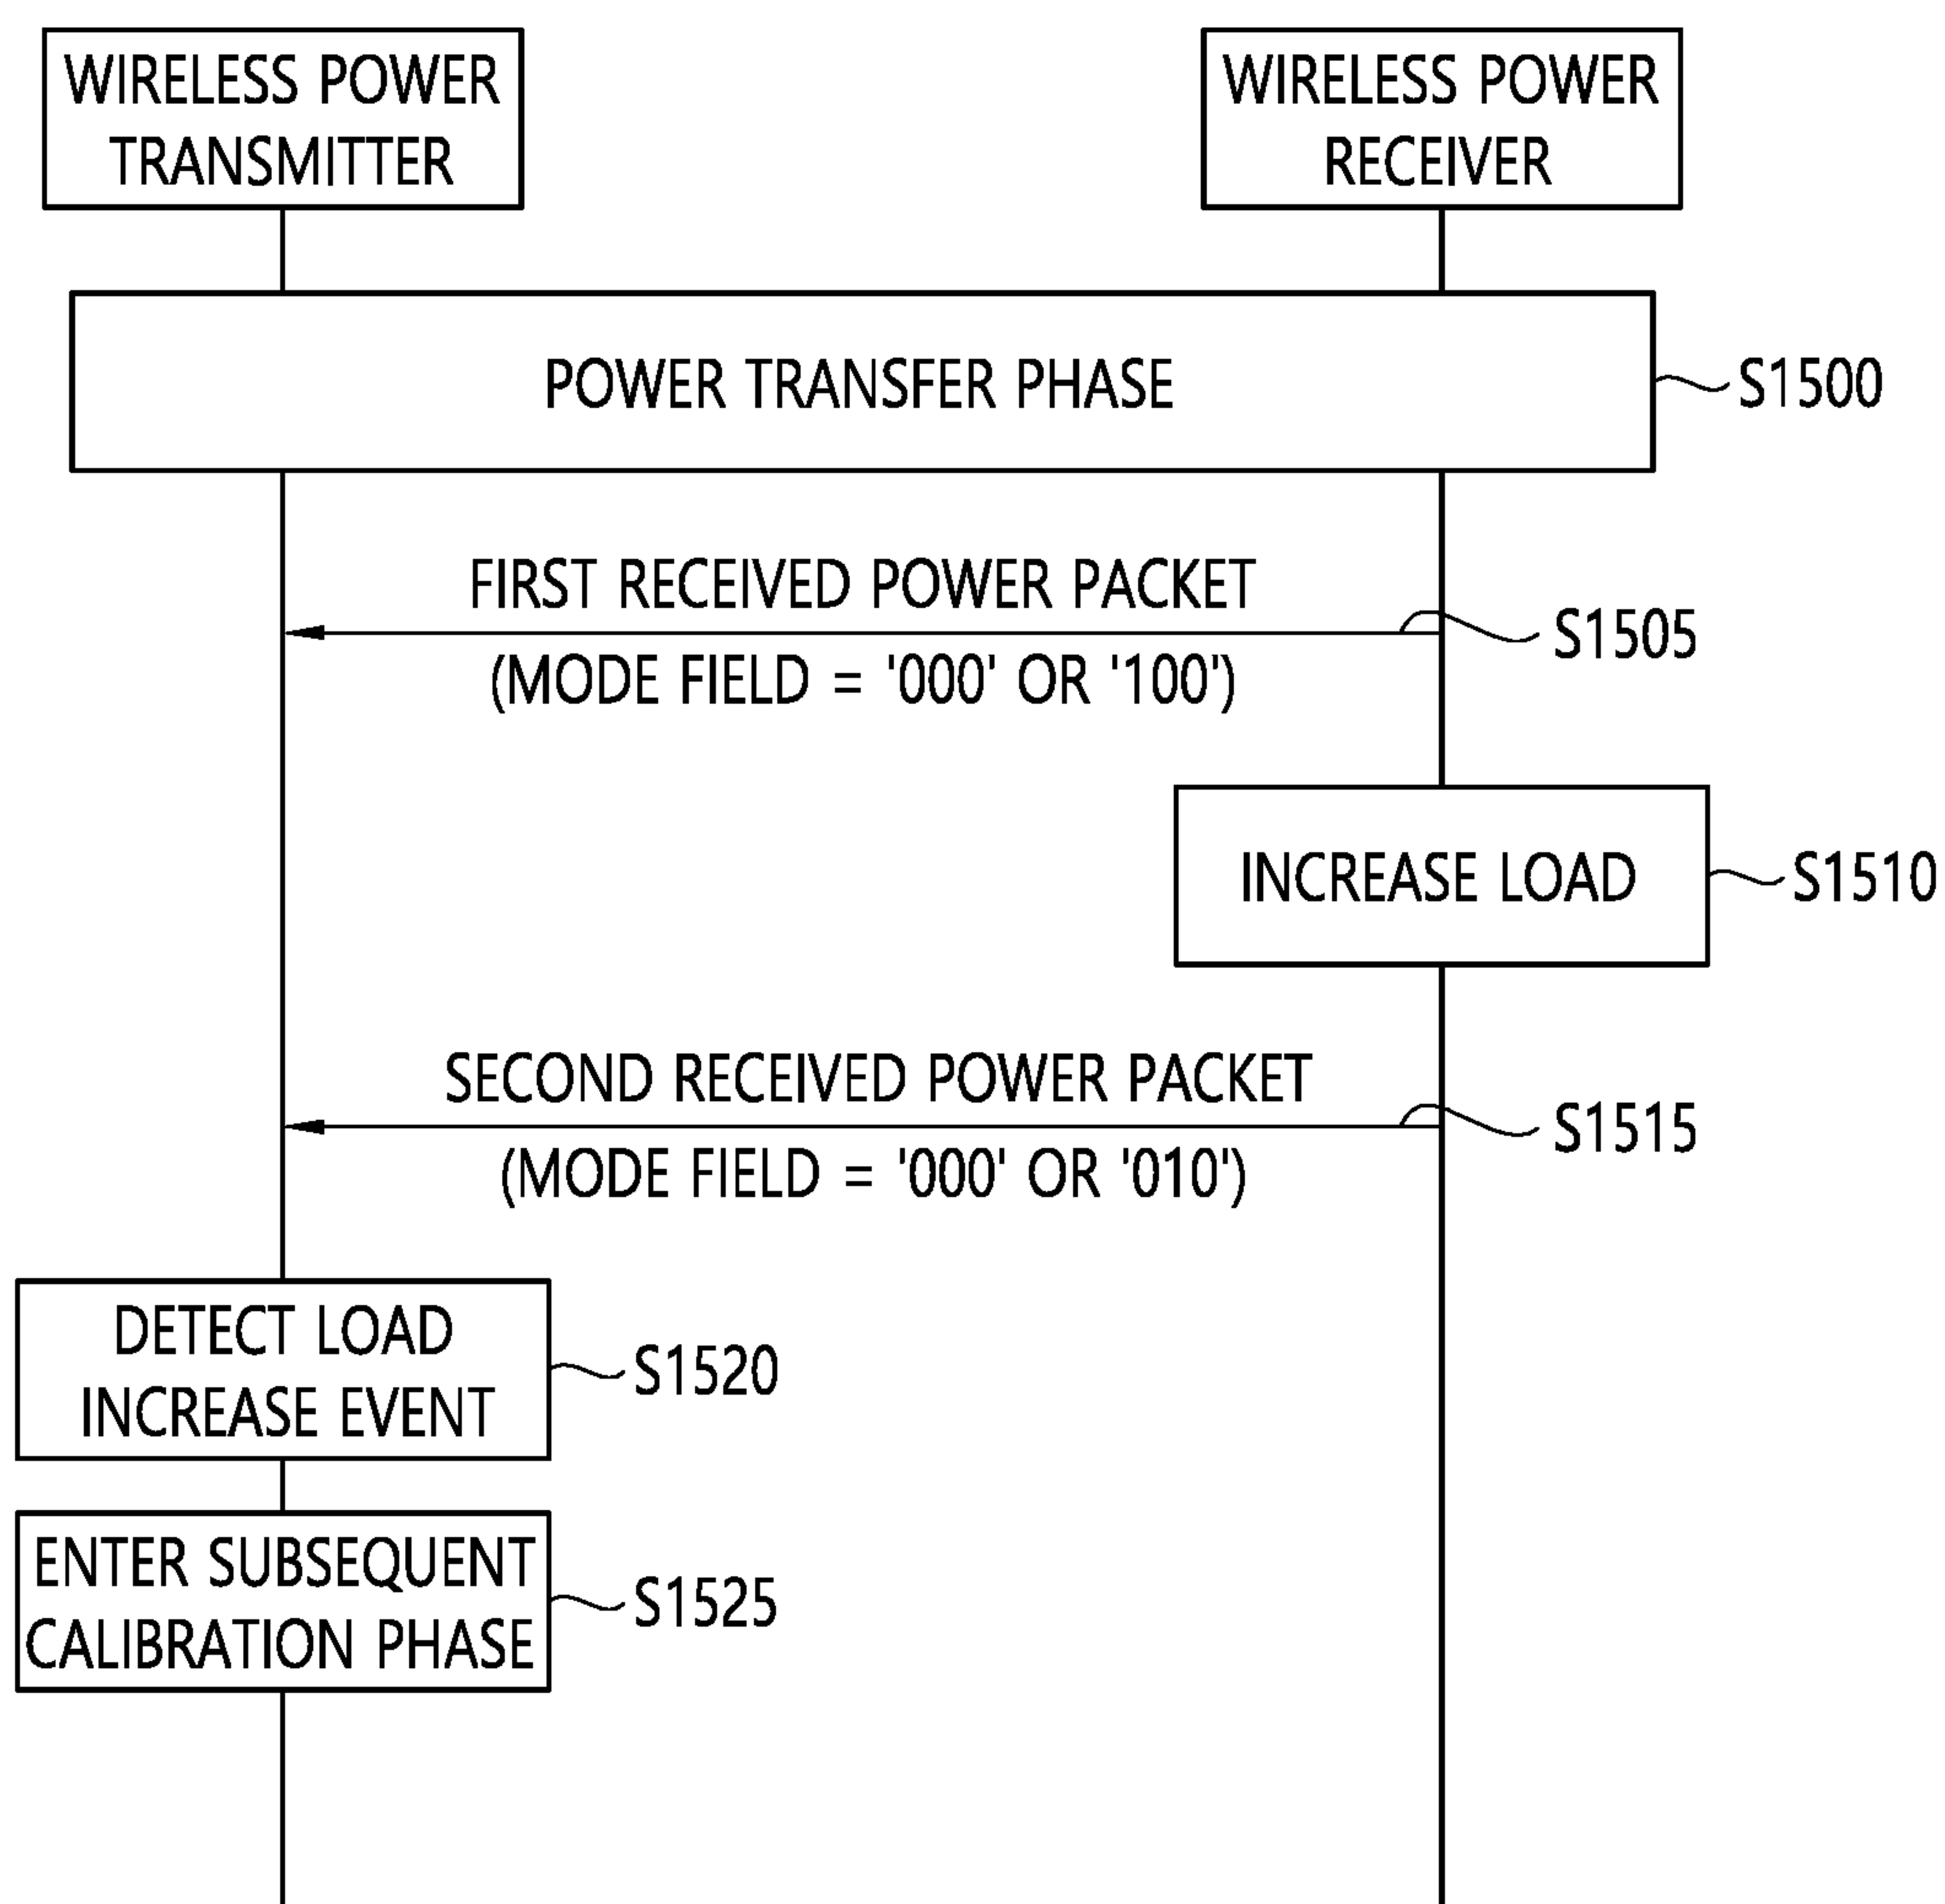 WIRELESS POWER
TRANSMITTER
WIRELESS POWER
RECEIVER
POWER TRANSFER PHASE
S1500
FIRST RECEIVED POWER PACKET
S1505
(MODE FIELD = '000' OR '100')
INCREASE LOAD
S1510
SECOND RECEIVED POWER PACKET
S1515
(MODE FIELD = '000' OR '010')
DETECT LOAD
INCREASE EVENT
S1520
ENTER SUBSEQUENT
CALIBRATION PHASE
S1525